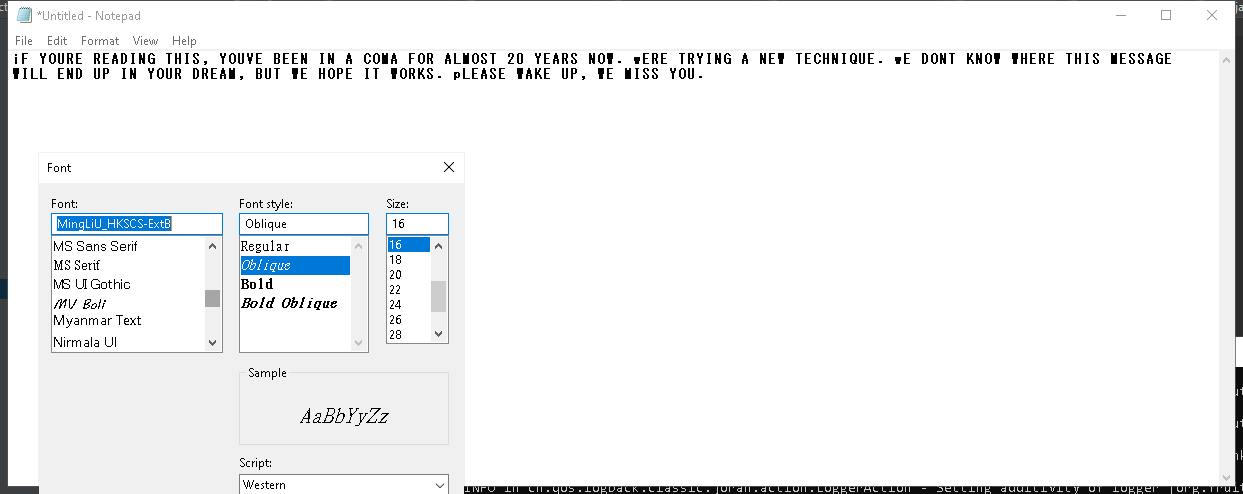 *Untitled - Notepad
File Edit Format View Help
iF YOURE READING THIS, YOUVE BEEN IN A COMA FOR ALMOST 20 YEARS NOW. wERE TRYING A NEW TECHNIQUE. wE DONT KNOW WHERE THIS MESSAGE
WILL END UP IN YOUR DREAM, BUT WE HOPE IT WORKS. pLEASE WAKE UP, WE MISS YOU.
Font
Font: Font style: Size:
MingLiU_HKSCS-ExtB Oblique 16
MS Sans Serif Regular 16
MS Serif Oblique 18
MS UI Gothic Bold 20
MV Boli Bold Oblique 22
Myanmar Text 24
Nirmala UI 26
28
Sample
AaBbYyZz
Script:
Western
INFO in ch.qos.logback.classic.joran.action.LoggerAction - Setting additivity of logger